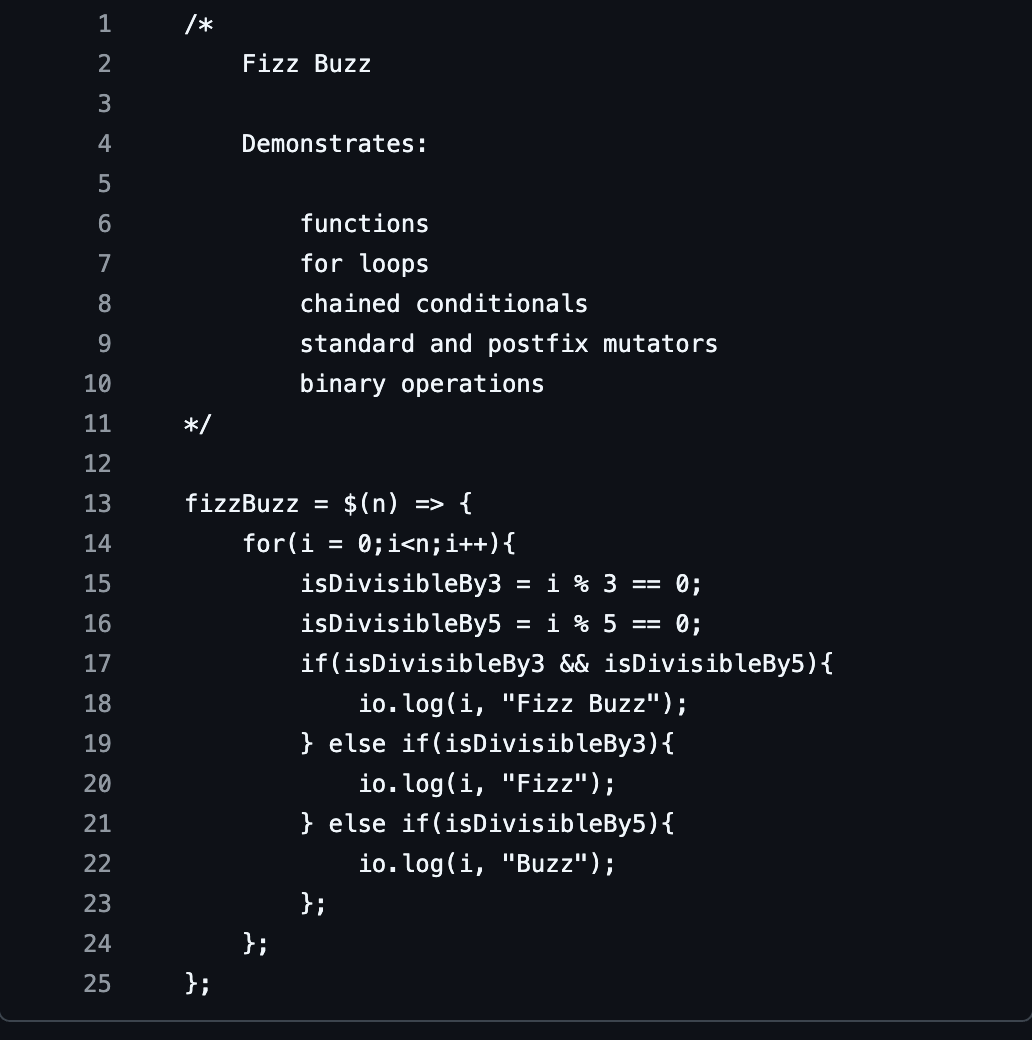 1 /*
2 Fizz Buzz
3
4 Demonstrates:
5
6 functions
7 for loops
8 chained conditionals
9 standard and postfix mutators
10 binary operations
11 */
12
13 fizzBuzz = $(n) => {
14 for(i = 0;i<n;i++){
15 isDivisibleBy3 = i % 3 == 0;
16 isDivisibleBy5 = i % 5 == 0;
17 if(isDivisibleBy3 && isDivisibleBy5){
18 io.log(i, "Fizz Buzz");
19 } else if(isDivisibleBy3){
20 io.log(i, "Fizz");
21 } else if(isDivisibleBy5){
22 io.log(i, "Buzz");
23 };
24 };
25 };